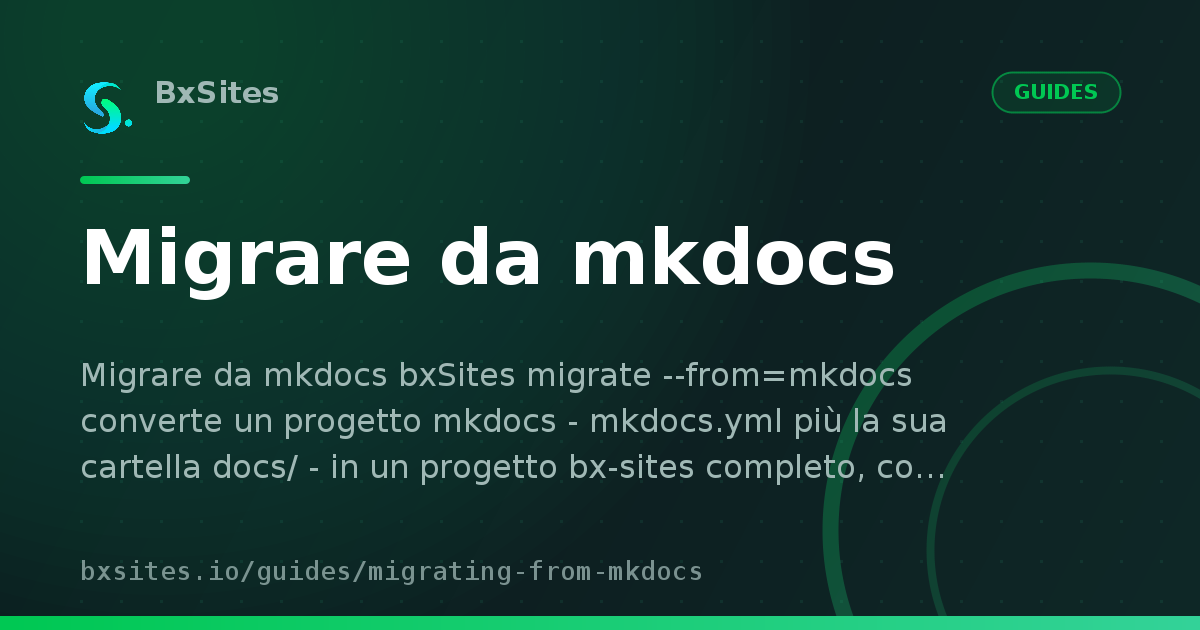 BxSites
GUIDES
Migrare da mkdocs
Migrare da mkdocs bxSites migrate --from=mkdocs
converte un progetto mkdocs - mkdocs.yml più la sua
cartella docs/ - in un progetto bx-sites completo, co...
bxsites.io/guides/migrating-from-mkdocs